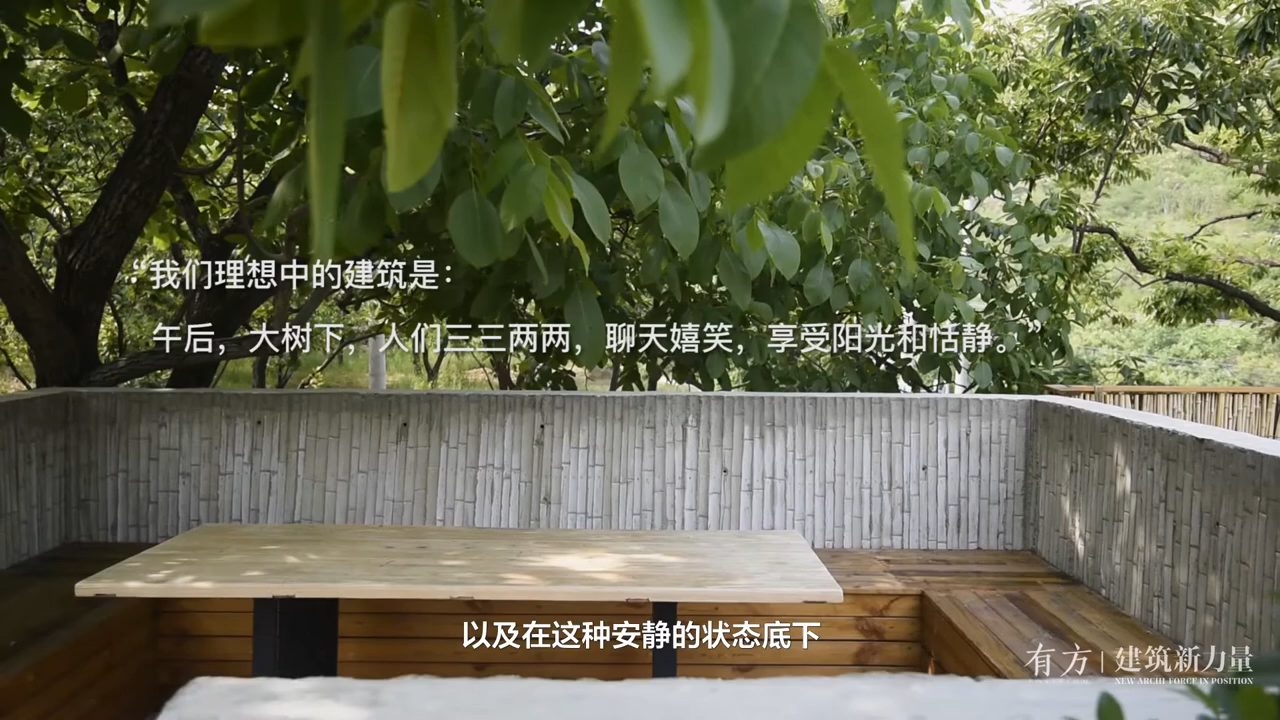 “我们理想中的建筑是：
午后，大树下，人们三三两两，聊天嬉笑，享受阳光和恬静。”
以及在这种安静的状态底下
有方 | 建筑新力量
NEW ARCHI-FORCE IN POSITION